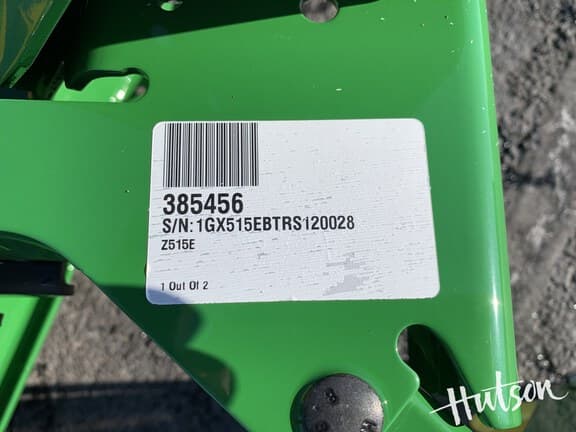 385456
S/N: 1GX515EBTRS120028
Z515E
1 Out Of 2
Hutson